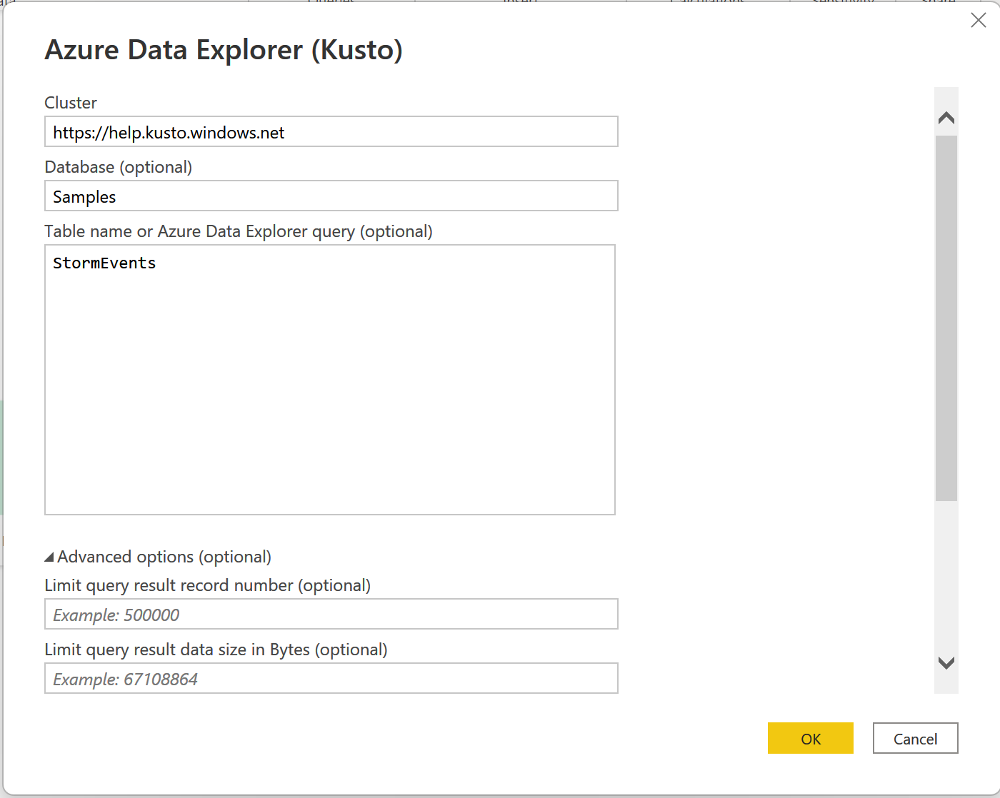 Azure Data Explorer (Kusto)
Cluster
https://help.kusto.windows.net
Database (optional)
Samples
Table name or Azure Data Explorer query (optional)
StormEvents
Advanced options (optional)
Limit query result record number (optional)
Example: 500000
Limit query result data size in Bytes (optional)
Example: 67108864
OK
Cancel